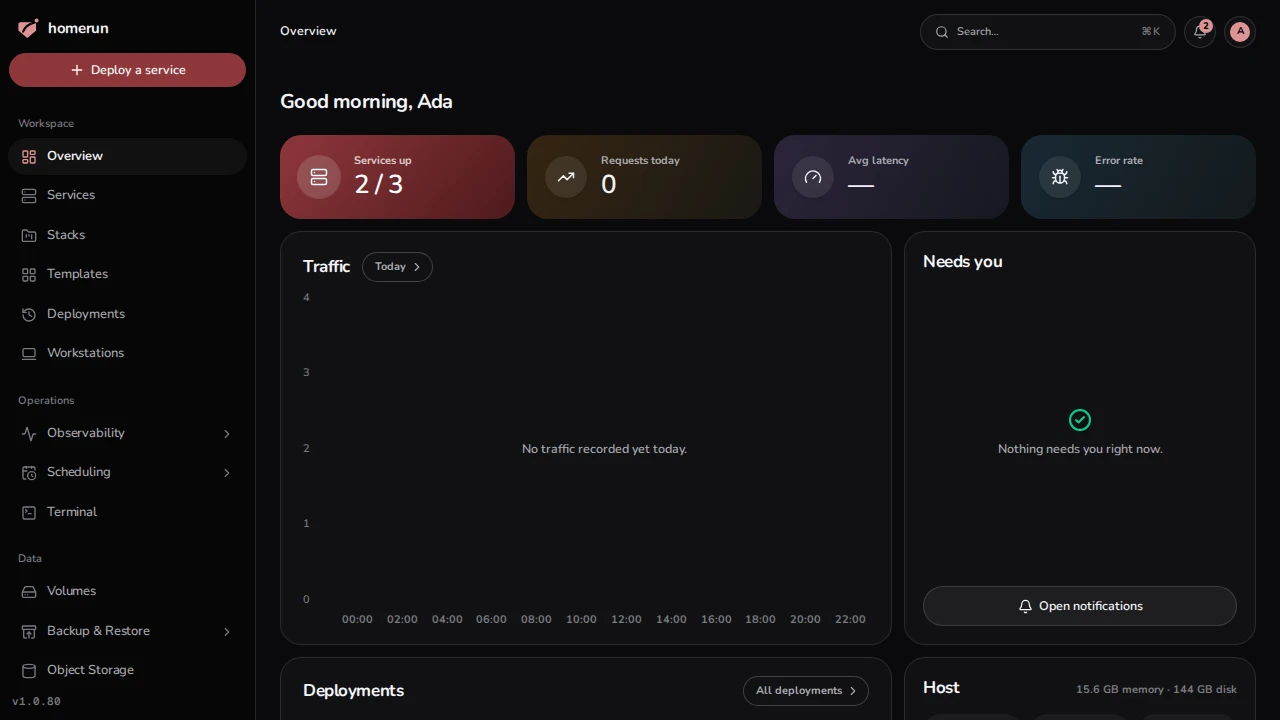 homerun
Deploy a service
Workspace
Overview
Services
Stacks
Templates
Deployments
Workstations
Operations
Observability
Scheduling
Terminal
Data
Volumes
Backup & Restore
Object Storage
v1.0.80
Overview
Search...
⌘K
2
A
Good morning, Ada
Services up
2 / 3
Requests today
0
Avg latency
—
Error rate
—
Traffic
Today
4
3
2
1
0
No traffic recorded yet today.
00:00 02:00 04:00 06:00 08:00 10:00 12:00 14:00 16:00 18:00 20:00 22:00
Needs you
Nothing needs you right now.
Open notifications
Deployments
All deployments
Host
15.6 GB memory · 144 GB disk